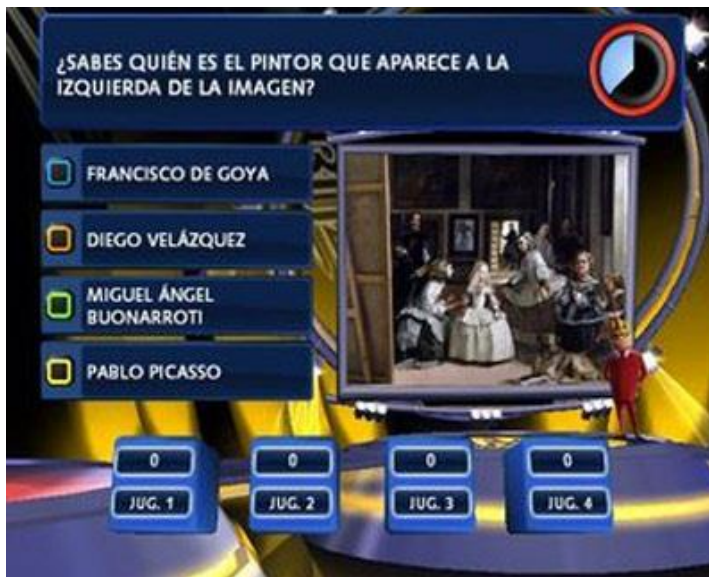 ¿SABES QUIÉN ES EL PINTOR QUE APARECE A LA
IZQUIERDA DE LA IMAGEN?
FRANCISCO DE GOYA
DIEGO VELÁZQUEZ
MIGUEL ÁNGEL
BUONARROTI
PABLO PICASSO
0
0
0
0
JUG. 1
JUG. 2
JUG. 3
JUG. 4